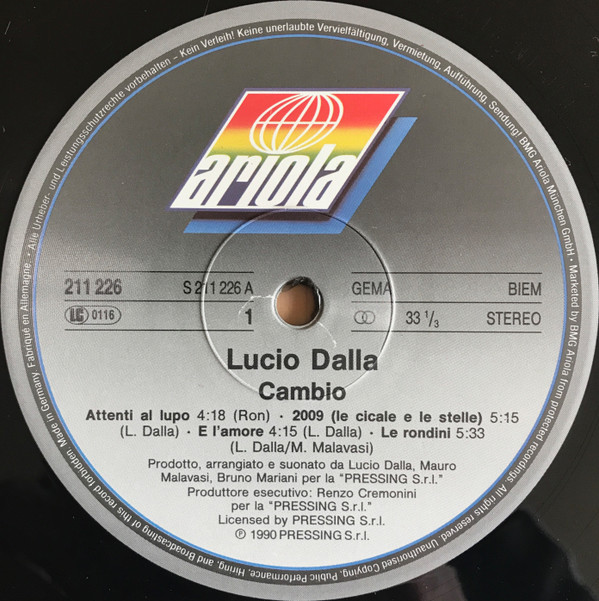 Alle Urheber- und Leistungsschutzrechte vorbehalten - Kein Verleih! Keine unerlaubte Vervielfältigung, Vermietung, Aufführung, Sendung! BMG Ariola München GmbH • Marketed by BMG Ariola from protected recordings. All rights reserved. Unauthorised Copying, Public Performance, Hiring, and Broadcasting of this record forbidden. Made in Germany. Fabriqué en Allemagne •
ariola
211 226 S 211 226 A GEMA BIEM
LC 0116 1 33 1/3 STEREO
Lucio Dalla
Cambio
Attenti al lupo 4:18 (Ron) · 2009 (le cicale e le stelle) 5:15
(L. Dalla) · E l'amore 4:15 (L. Dalla) · Le rondini 5:33
(L. Dalla/M. Malavasi)
Prodotto, arrangiato e suonato da Lucio Dalla, Mauro
Malavasi, Bruno Mariani per la "PRESSING S.r.l."
Produttore esecutivo: Renzo Cremonini
per la "PRESSING S.r.l."
Licensed by PRESSING S.r.l.
℗ 1990 PRESSING S.r.l.